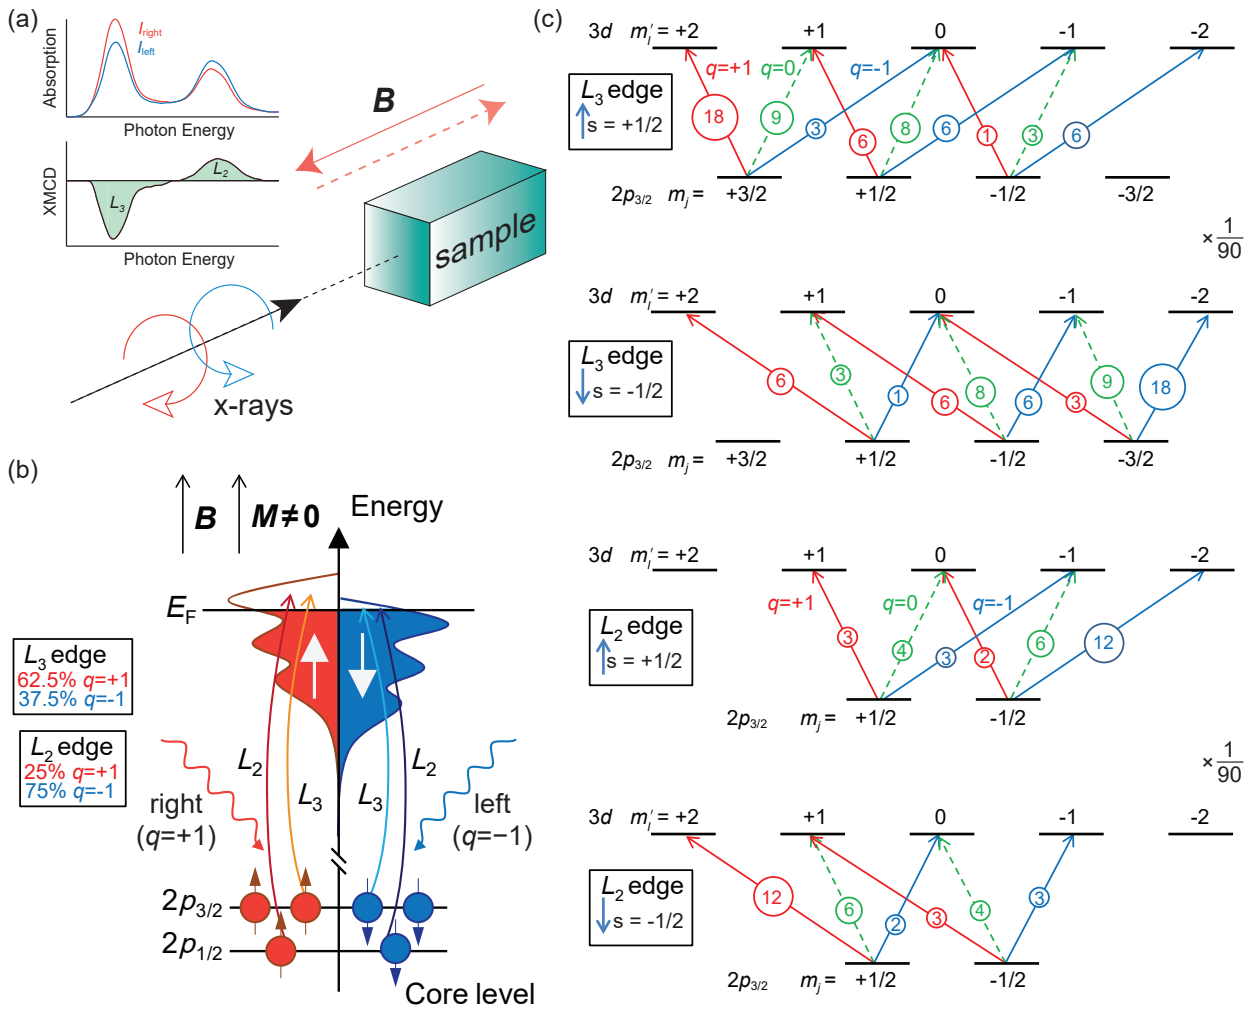 (a)
I_right
I_left
Absorption
Photon Energy
XMCD
L_2
L_3
Photon Energy
B
sample
x-rays
(b)
B
M≠0
Energy
E_F
L_3 edge
62.5% q=+1
37.5% q=-1
L_2 edge
25% q=+1
75% q=-1
L_2
L_3
L_3
L_2
right
(q=+1)
left
(q=−1)
2p_3/2
2p_1/2
Core level
(c)
3d m_l' = +2 +1 0 -1 -2
q=+1 q=0 q=-1
L_3 edge
s = +1/2
18 9 3 6 8 6 1 3 6
2p_3/2 m_j = +3/2 +1/2 -1/2 -3/2
× 1/90
3d m_l' = +2 +1 0 -1 -2
L_3 edge
s = -1/2
6 3 1 6 8 6 3 9 18
2p_3/2 m_j = +3/2 +1/2 -1/2 -3/2
3d m_l' = +2 +1 0 -1 -2
q=+1 q=0 q=-1
L_2 edge
s = +1/2
3 4 3 2 6 12
2p_3/2 m_j = +1/2 -1/2
× 1/90
3d m_l' = +2 +1 0 -1 -2
L_2 edge
s = -1/2
12 6 2 3 4 3
2p_3/2 m_j = +1/2 -1/2